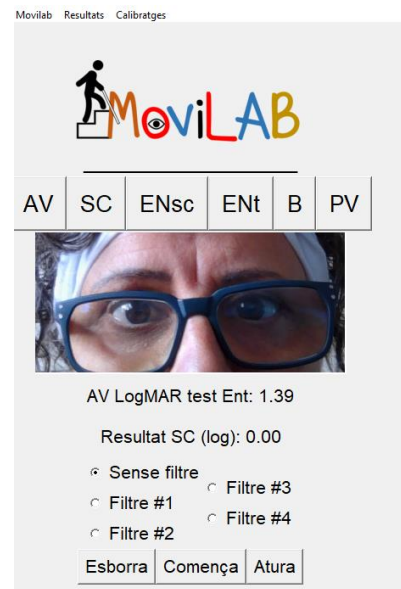 Movilab Resultats Calibratges
MoviLAB
AV SC ENsc ENt B PV
AV LogMAR test Ent: 1.39
Resultat SC (log): 0.00
Sense filtre
Filtre #3
Filtre #1
Filtre #4
Filtre #2
Esborra Comença Atura